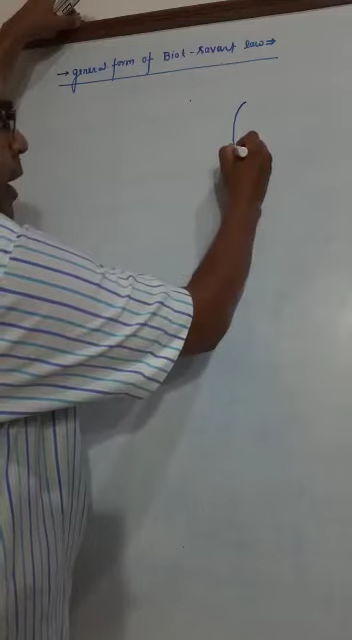 → general form of Biot-savart law ⇒